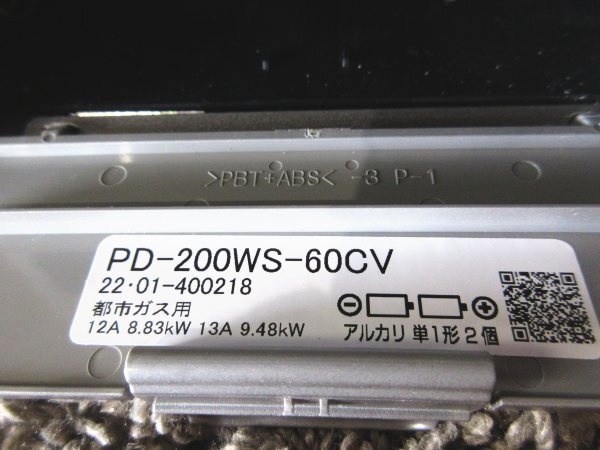 >PBT+ABS< -3 P-1
PD-200WS-60CV
22・01-400218
都市ガス用
12A 8.83kW 13A 9.48kW
アルカリ 単1形2個